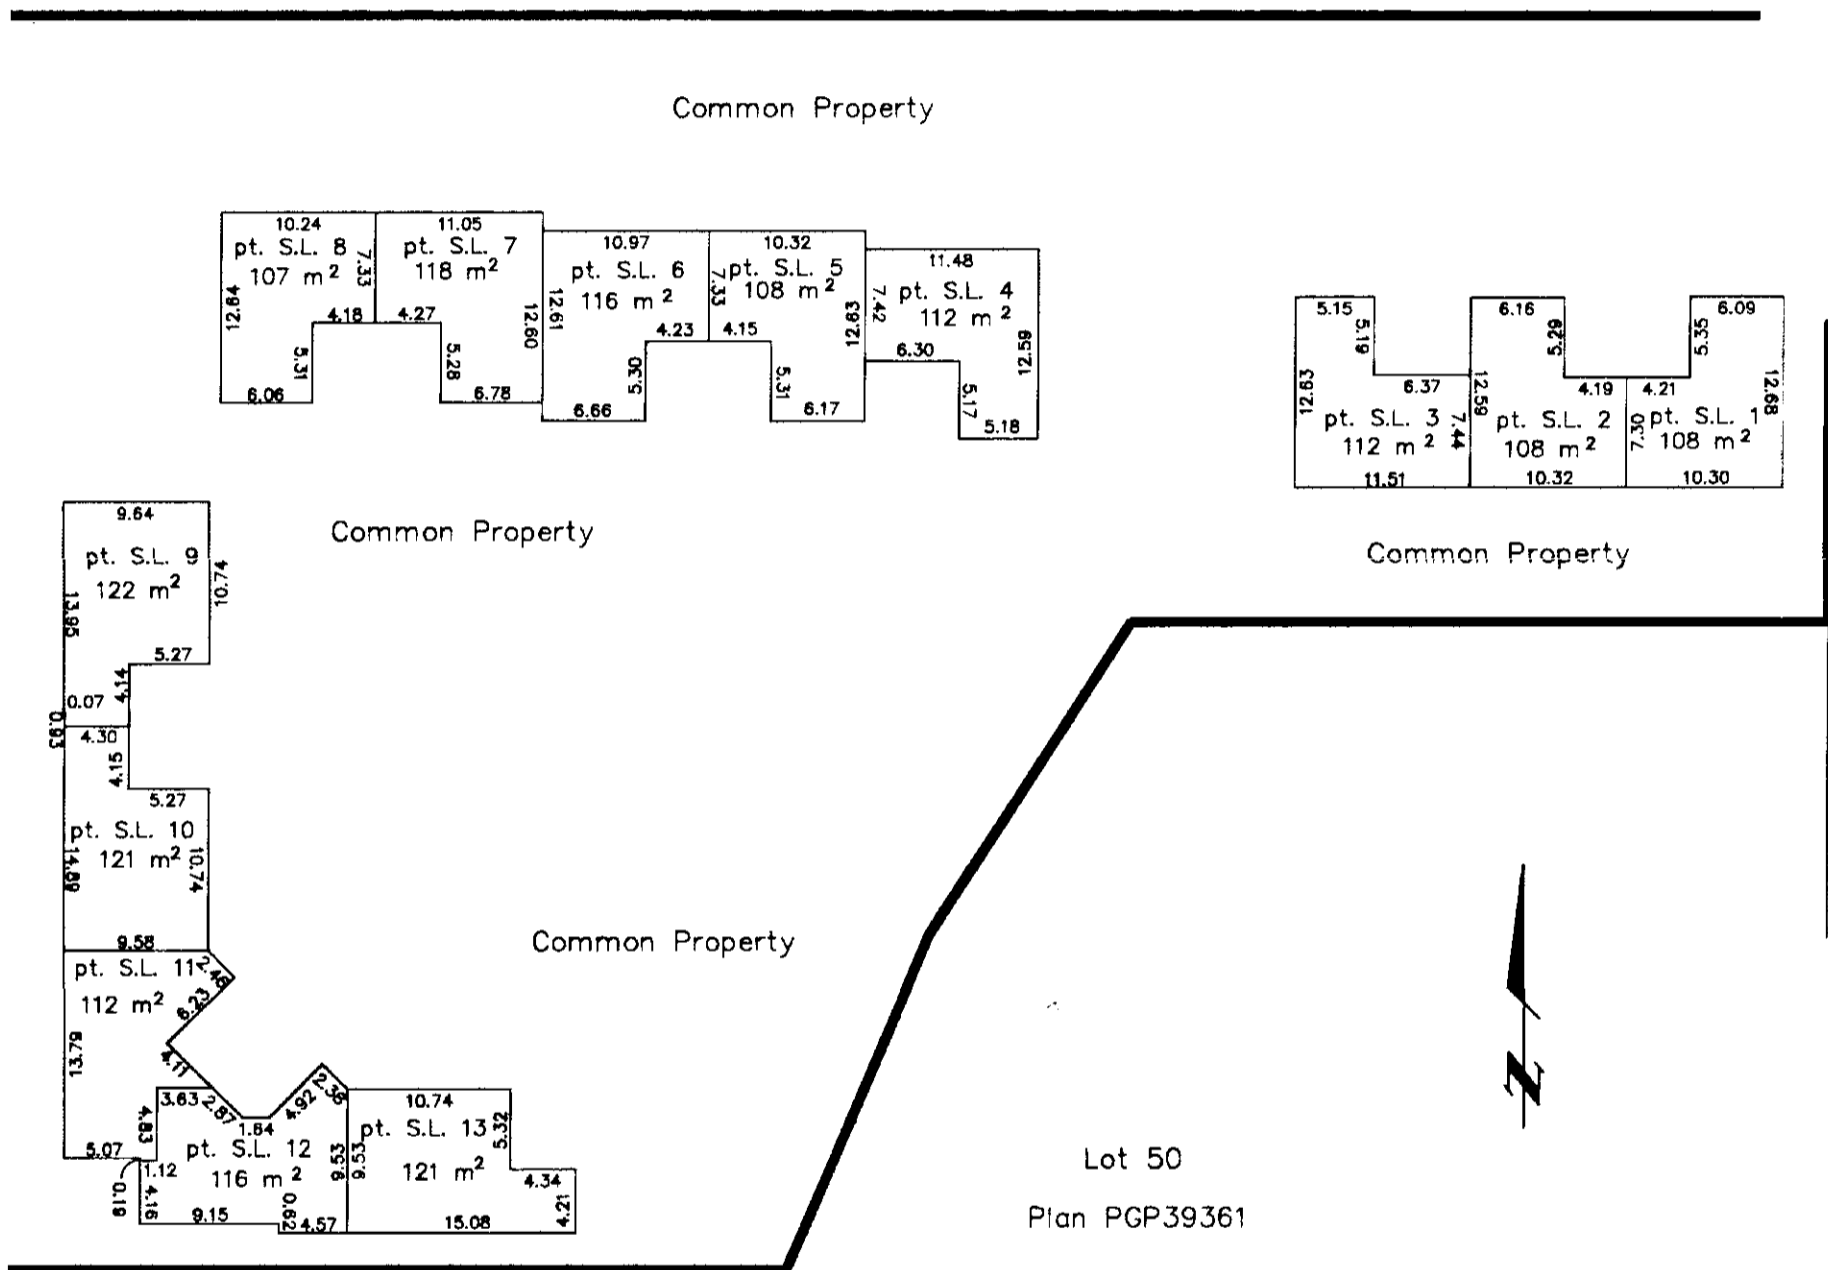 Common Property
10.24
pt. S.L. 8
107 m²
7.33
12.64
4.18
5.31
6.06
11.05
pt. S.L. 7
118 m²
4.27
5.28
6.78
12.60
10.97
pt. S.L. 6
116 m²
12.61
7.33
4.23
5.30
6.66
10.32
pt. S.L. 5
108 m²
4.15
5.31
6.17
12.63
11.48
pt. S.L. 4
112 m²
7.42
6.30
5.17
5.18
12.59
5.15
5.19
6.37
12.63
pt. S.L. 3
112 m²
7.44
11.51
6.16
5.29
4.19
12.59
pt. S.L. 2
108 m²
10.32
6.09
5.35
4.21
12.68
7.30
pt. S.L. 1
108 m²
10.30
Common Property
Common Property
9.64
pt. S.L. 9
122 m²
10.74
13.95
5.27
4.14
0.07
0.93
4.30
4.15
5.27
pt. S.L. 10
121 m²
14.89
10.74
9.58
Common Property
pt. S.L. 11
112 m²
2.46
6.23
4.11
13.79
4.83
5.07
3.63
2.87
1.64
4.92
2.36
pt. S.L. 12
116 m²
9.53
1.12
0.19
4.16
9.15
0.62
4.57
10.74
pt. S.L. 13
121 m²
9.53
5.32
4.34
4.21
15.08
Lot 50
Plan PGP39361
N